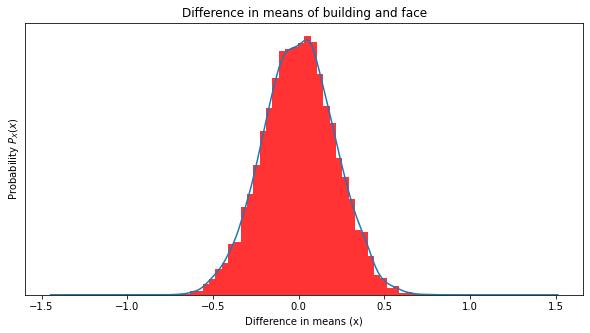 Difference in means of building and face
Probability P_X(x)
−1.5 −1.0 −0.5 0.0 0.5 1.0 1.5
Difference in means (x)